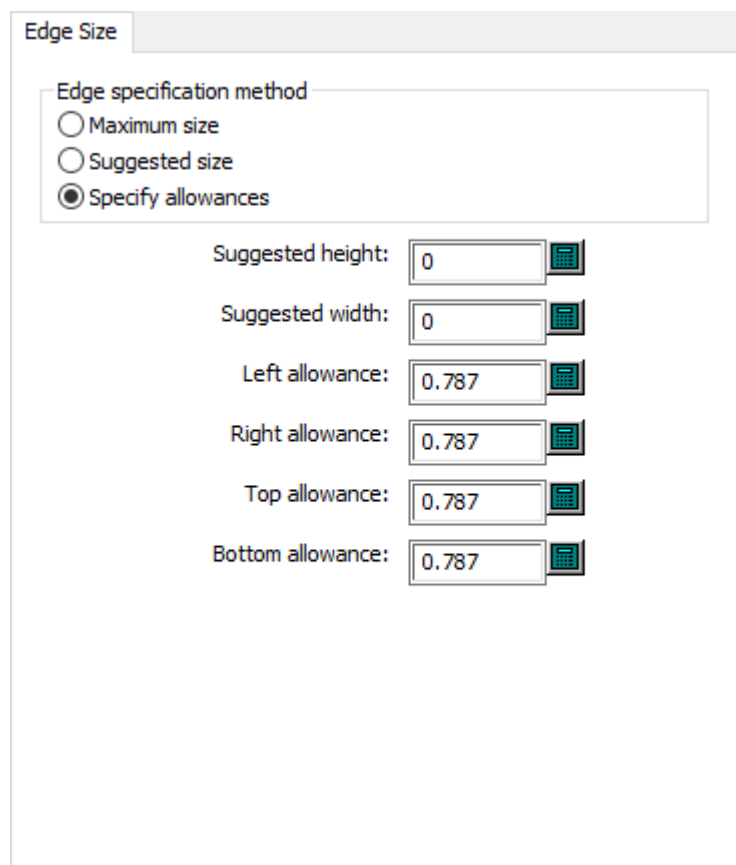 Edge Size
Edge specification method
Maximum size
Suggested size
Specify allowances
Suggested height: 0
Suggested width: 0
Left allowance: 0.787
Right allowance: 0.787
Top allowance: 0.787
Bottom allowance: 0.787